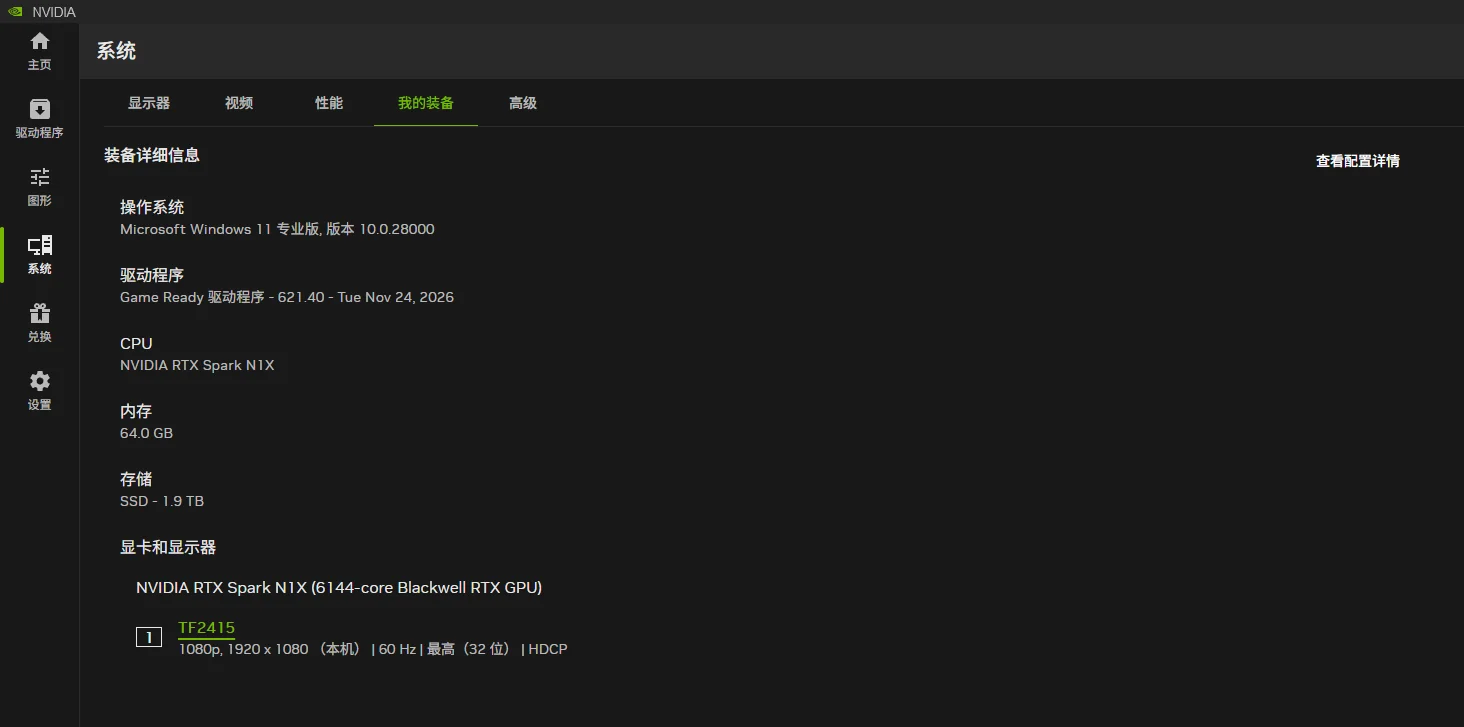 NVIDIA
主页
驱动程序
图形
系统
兑换
设置
系统
显示器 视频 性能 我的装备 高级
装备详细信息
查看配置详情
操作系统
Microsoft Windows 11 专业版, 版本 10.0.28000
驱动程序
Game Ready 驱动程序 - 621.40 - Tue Nov 24, 2026
CPU
NVIDIA RTX Spark N1X
内存
64.0 GB
存储
SSD - 1.9 TB
显卡和显示器
NVIDIA RTX Spark N1X (6144-core Blackwell RTX GPU)
1
TF2415
1080p, 1920 x 1080 （本机） | 60 Hz | 最高（32 位） | HDCP